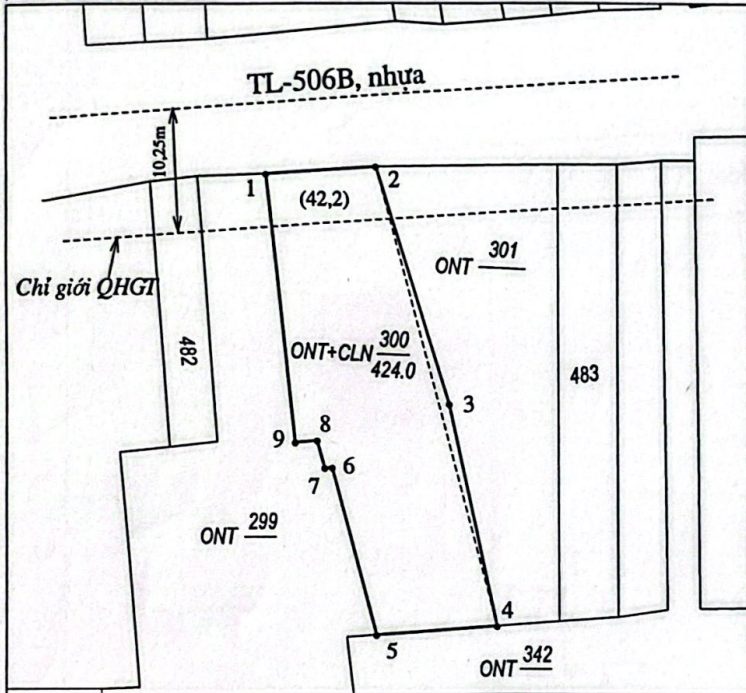 TL-506B, nhựa
10,25m
1
2
(42,2)
Chỉ giới QHGT
ONT 301
482
ONT+CLN 300
424.0
483
3
8
9
7
6
ONT 299
4
5
ONT 342